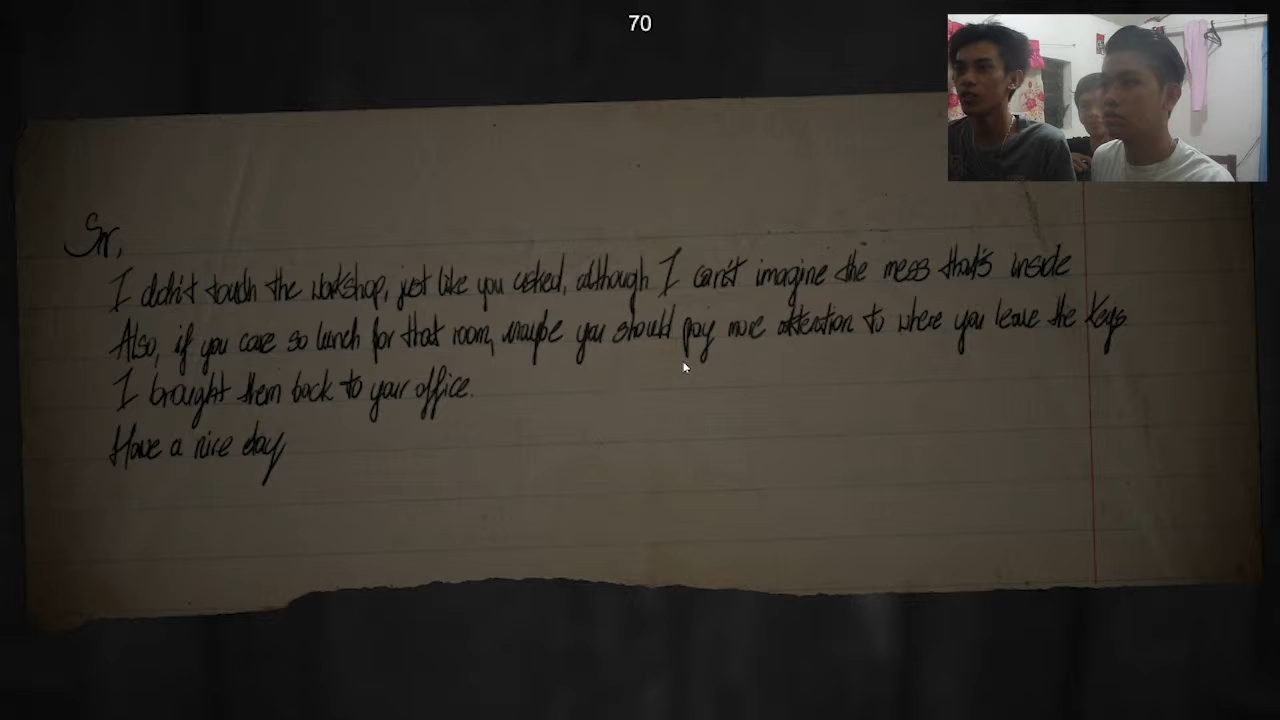 70
Sir,
I didn't touch the workshop, just like you asked, although I can't imagine the mess that's inside
Also, if you care so much for that room, maybe you should pay more attention to where you leave the keys.
I brought them back to your office.
Have a nice day